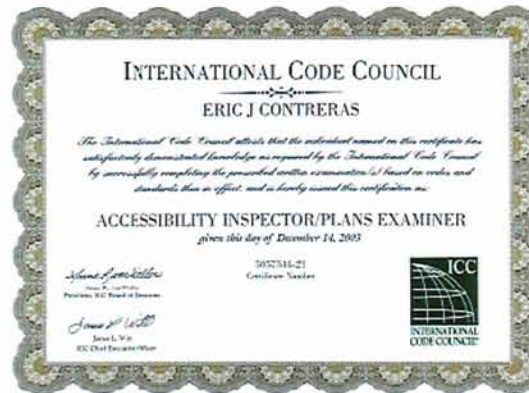 INTERNATIONAL CODE COUNCIL
ERIC J CONTRERAS
The International Code Council attests that the individual named on this certificate has
satisfactorily demonstrated knowledge as required by the International Code Council
by successfully completing the prescribed written examination(s) based on codes and
standards then in effect, and is hereby issued this certification as:
ACCESSIBILITY INSPECTOR/PLANS EXAMINER
given this day of December 14, 2005
Certificate Number
President, ICC Board of Directors
James L. Witt
ICC Chief Executive Officer
ICC
INTERNATIONAL
CODE COUNCIL